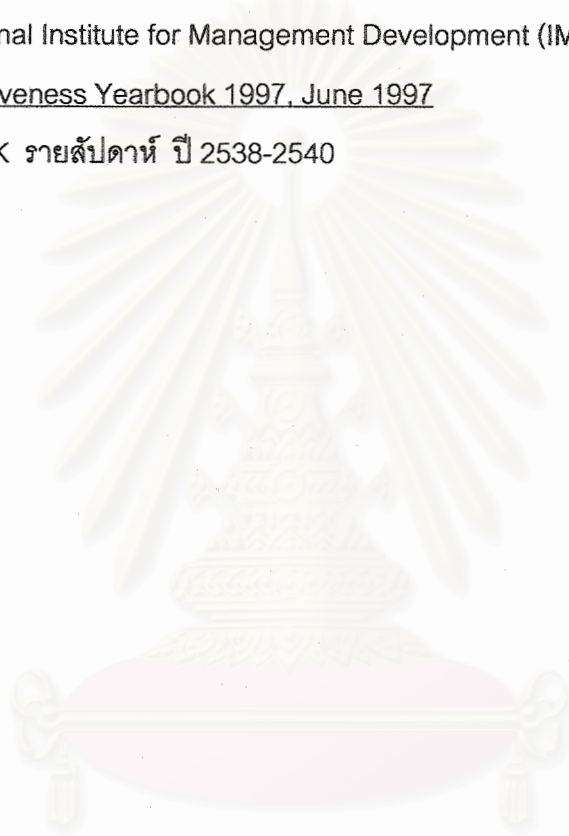 nal Institute for Management Development (IM
iveness Yearbook 1997, June 1997
K รายสัปดาห์ ปี 2538-2540